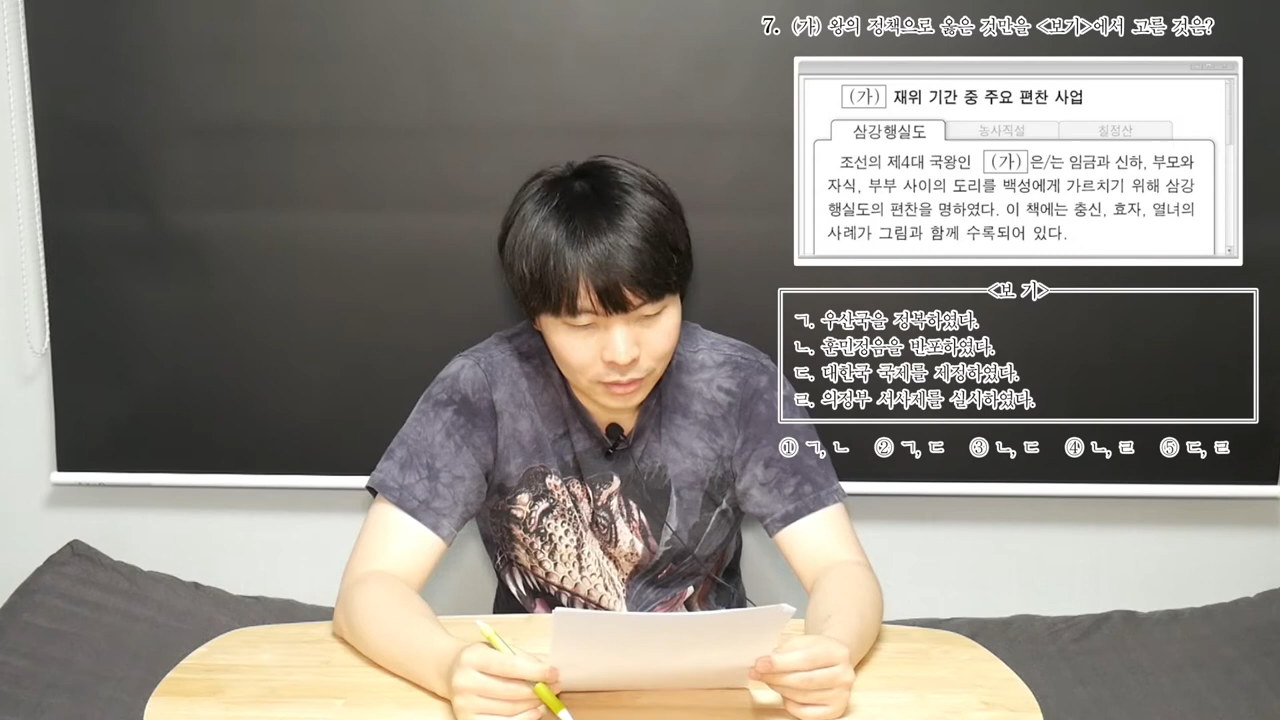 7. (가) 왕의 정책으로 옳은 것만을 <보기>에서 고른 것은?
(가) 재위 기간 중 주요 편찬 사업
삼강행실도 농사직설 칠정산
조선의 제4대 국왕인 (가) 은/는 임금과 신하, 부모와
자식, 부부 사이의 도리를 백성에게 가르치기 위해 삼강
행실도의 편찬을 명하였다. 이 책에는 충신, 효자, 열녀의
사례가 그림과 함께 수록되어 있다.
<보 기>
ㄱ. 우산국을 정복하였다.
ㄴ. 훈민정음을 반포하였다.
ㄷ. 대한국 국제를 제정하였다.
ㄹ. 의정부 서사제를 실시하였다.
① ㄱ, ㄴ ② ㄱ, ㄷ ③ ㄴ, ㄷ ④ ㄴ, ㄹ ⑤ ㄷ, ㄹ